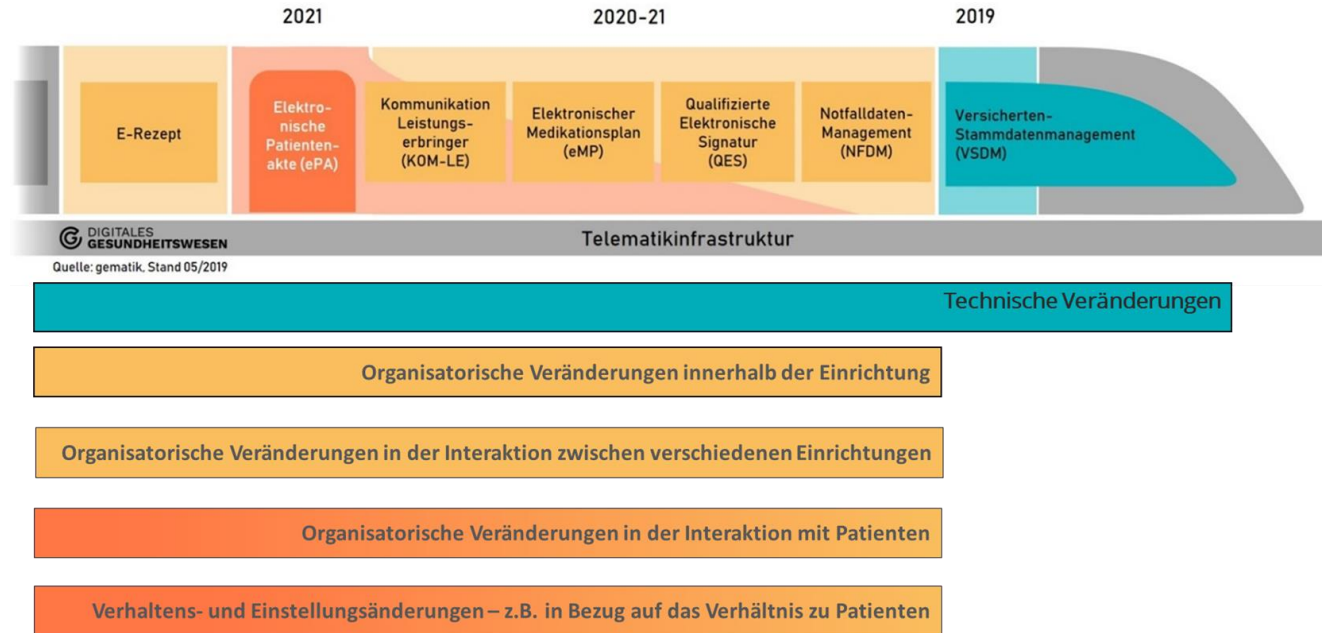 2021
2020-21
2019
E-Rezept
Elektro-
nische
Patienten-
akte (ePA)
Kommunikation
Leistungs-
erbringer
(KOM-LE)
Elektronischer
Medikationsplan
(eMP)
Qualifizierte
Elektronische
Signatur
(QES)
Notfalldaten-
Management
(NFDM)
Versicherten-
Stammdatenmanagement
(VSDM)
DIGITALES
GESUNDHEITSWESEN
Telematikinfrastruktur
Quelle: gematik, Stand 05/2019
Technische Veränderungen
Organisatorische Veränderungen innerhalb der Einrichtung
Organisatorische Veränderungen in der Interaktion zwischen verschiedenen Einrichtungen
Organisatorische Veränderungen in der Interaktion mit Patienten
Verhaltens- und Einstellungsänderungen – z.B. in Bezug auf das Verhältnis zu Patienten